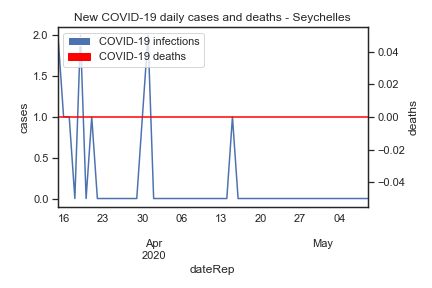 New COVID-19 daily cases and deaths - Seychelles
COVID-19 infections
COVID-19 deaths
2.0
1.5
1.0
0.5
0.0
cases
0.04
0.02
0.00
−0.02
−0.04
deaths
16 23 30 06 13 20 27 04
Apr May
2020
dateRep